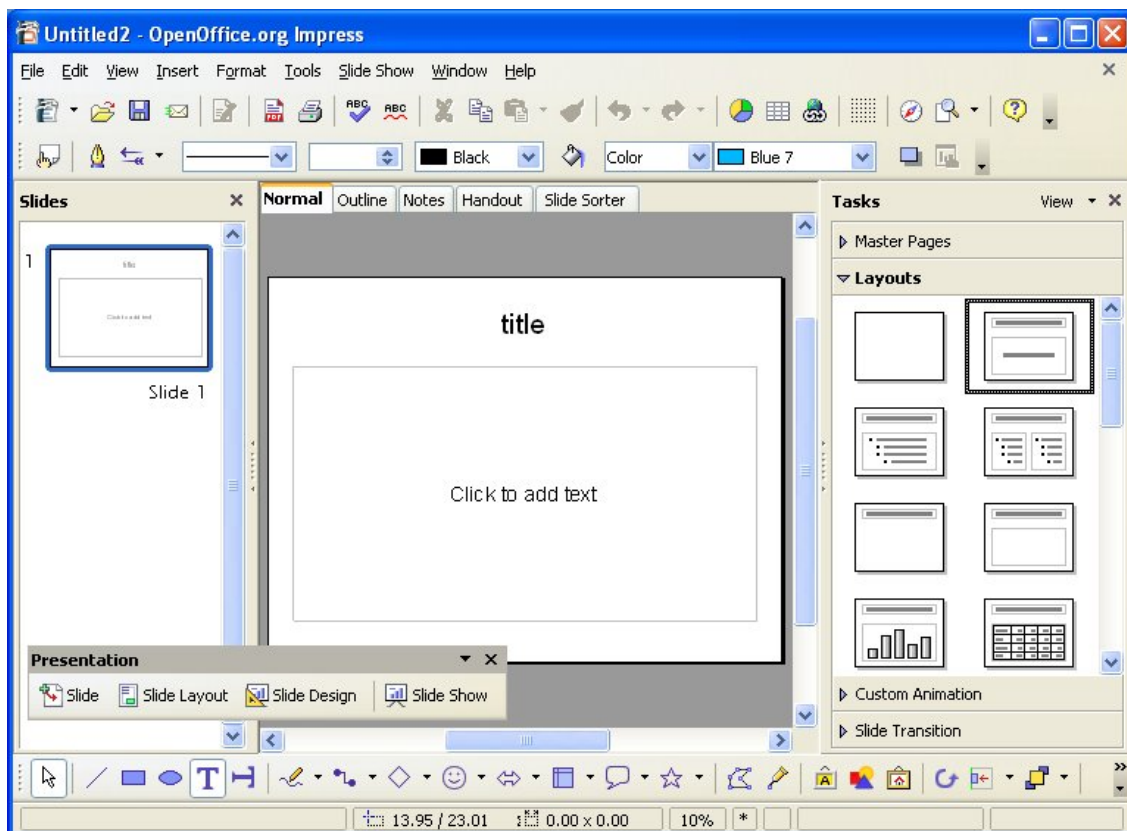 Untitled2 - OpenOffice.org Impress
File Edit View Insert Format Tools Slide Show Window Help
ABC ABC
Black Color Blue 7
Slides
Normal Outline Notes Handout Slide Sorter
Tasks View
1
title
Click to add text
Slide 1
title
Click to add text
Master Pages
Layouts
Custom Animation
Slide Transition
Presentation
Slide Slide Layout Slide Design Slide Show
T
A
13.95 / 23.01 0.00 x 0.00 10% *